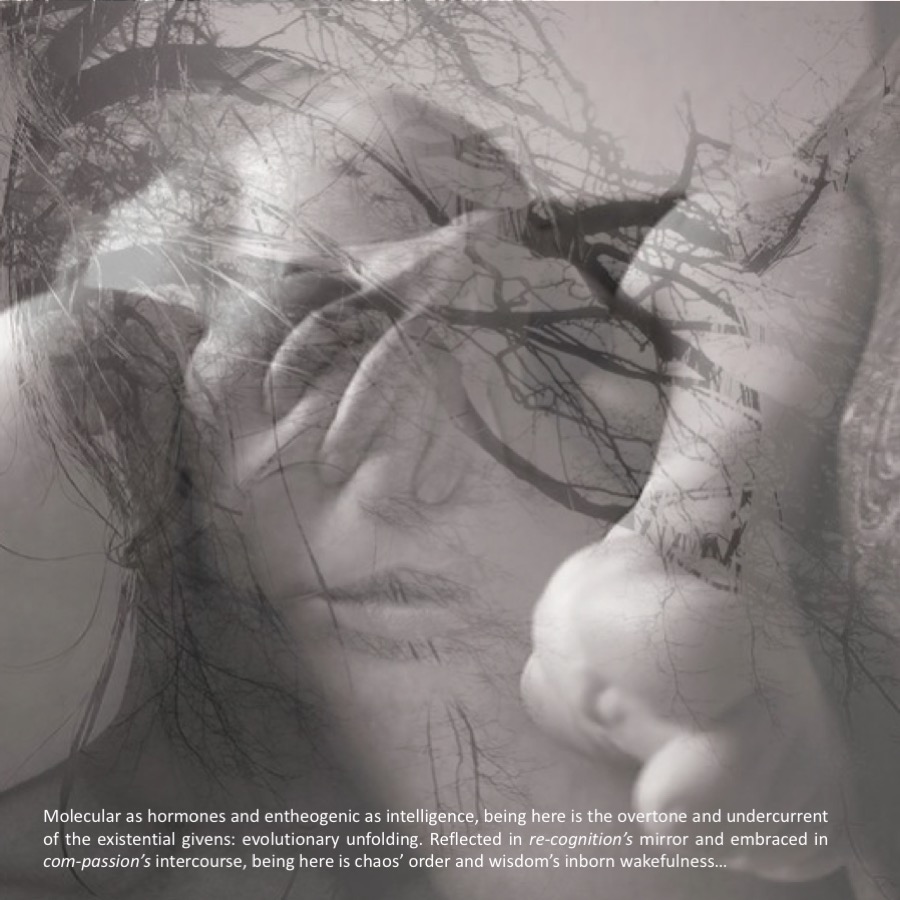 Molecular as hormones and entheogenic as intelligence, being here is the overtone and undercurrent
of the existential givens: evolutionary unfolding. Reflected in re-cognition’s mirror and embraced in
com-passion’s intercourse, being here is chaos’ order and wisdom’s inborn wakefulness…